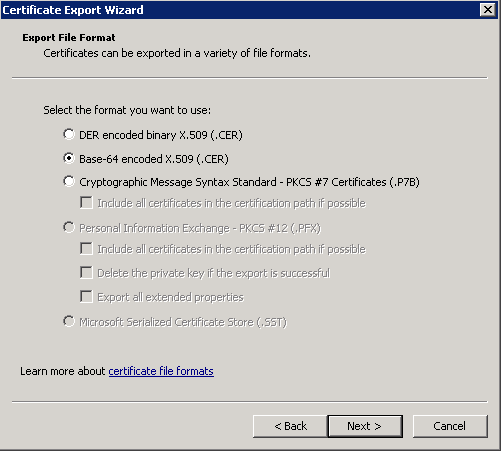 Certificate Export Wizard
Export File Format
Certificates can be exported in a variety of file formats.
Select the format you want to use:
DER encoded binary X.509 (.CER)
Base-64 encoded X.509 (.CER)
Cryptographic Message Syntax Standard - PKCS #7 Certificates (.P7B)
Include all certificates in the certification path if possible
Personal Information Exchange - PKCS #12 (.PFX)
Include all certificates in the certification path if possible
Delete the private key if the export is successful
Export all extended properties
Microsoft Serialized Certificate Store (.SST)
Learn more about certificate file formats
< Back Next > Cancel